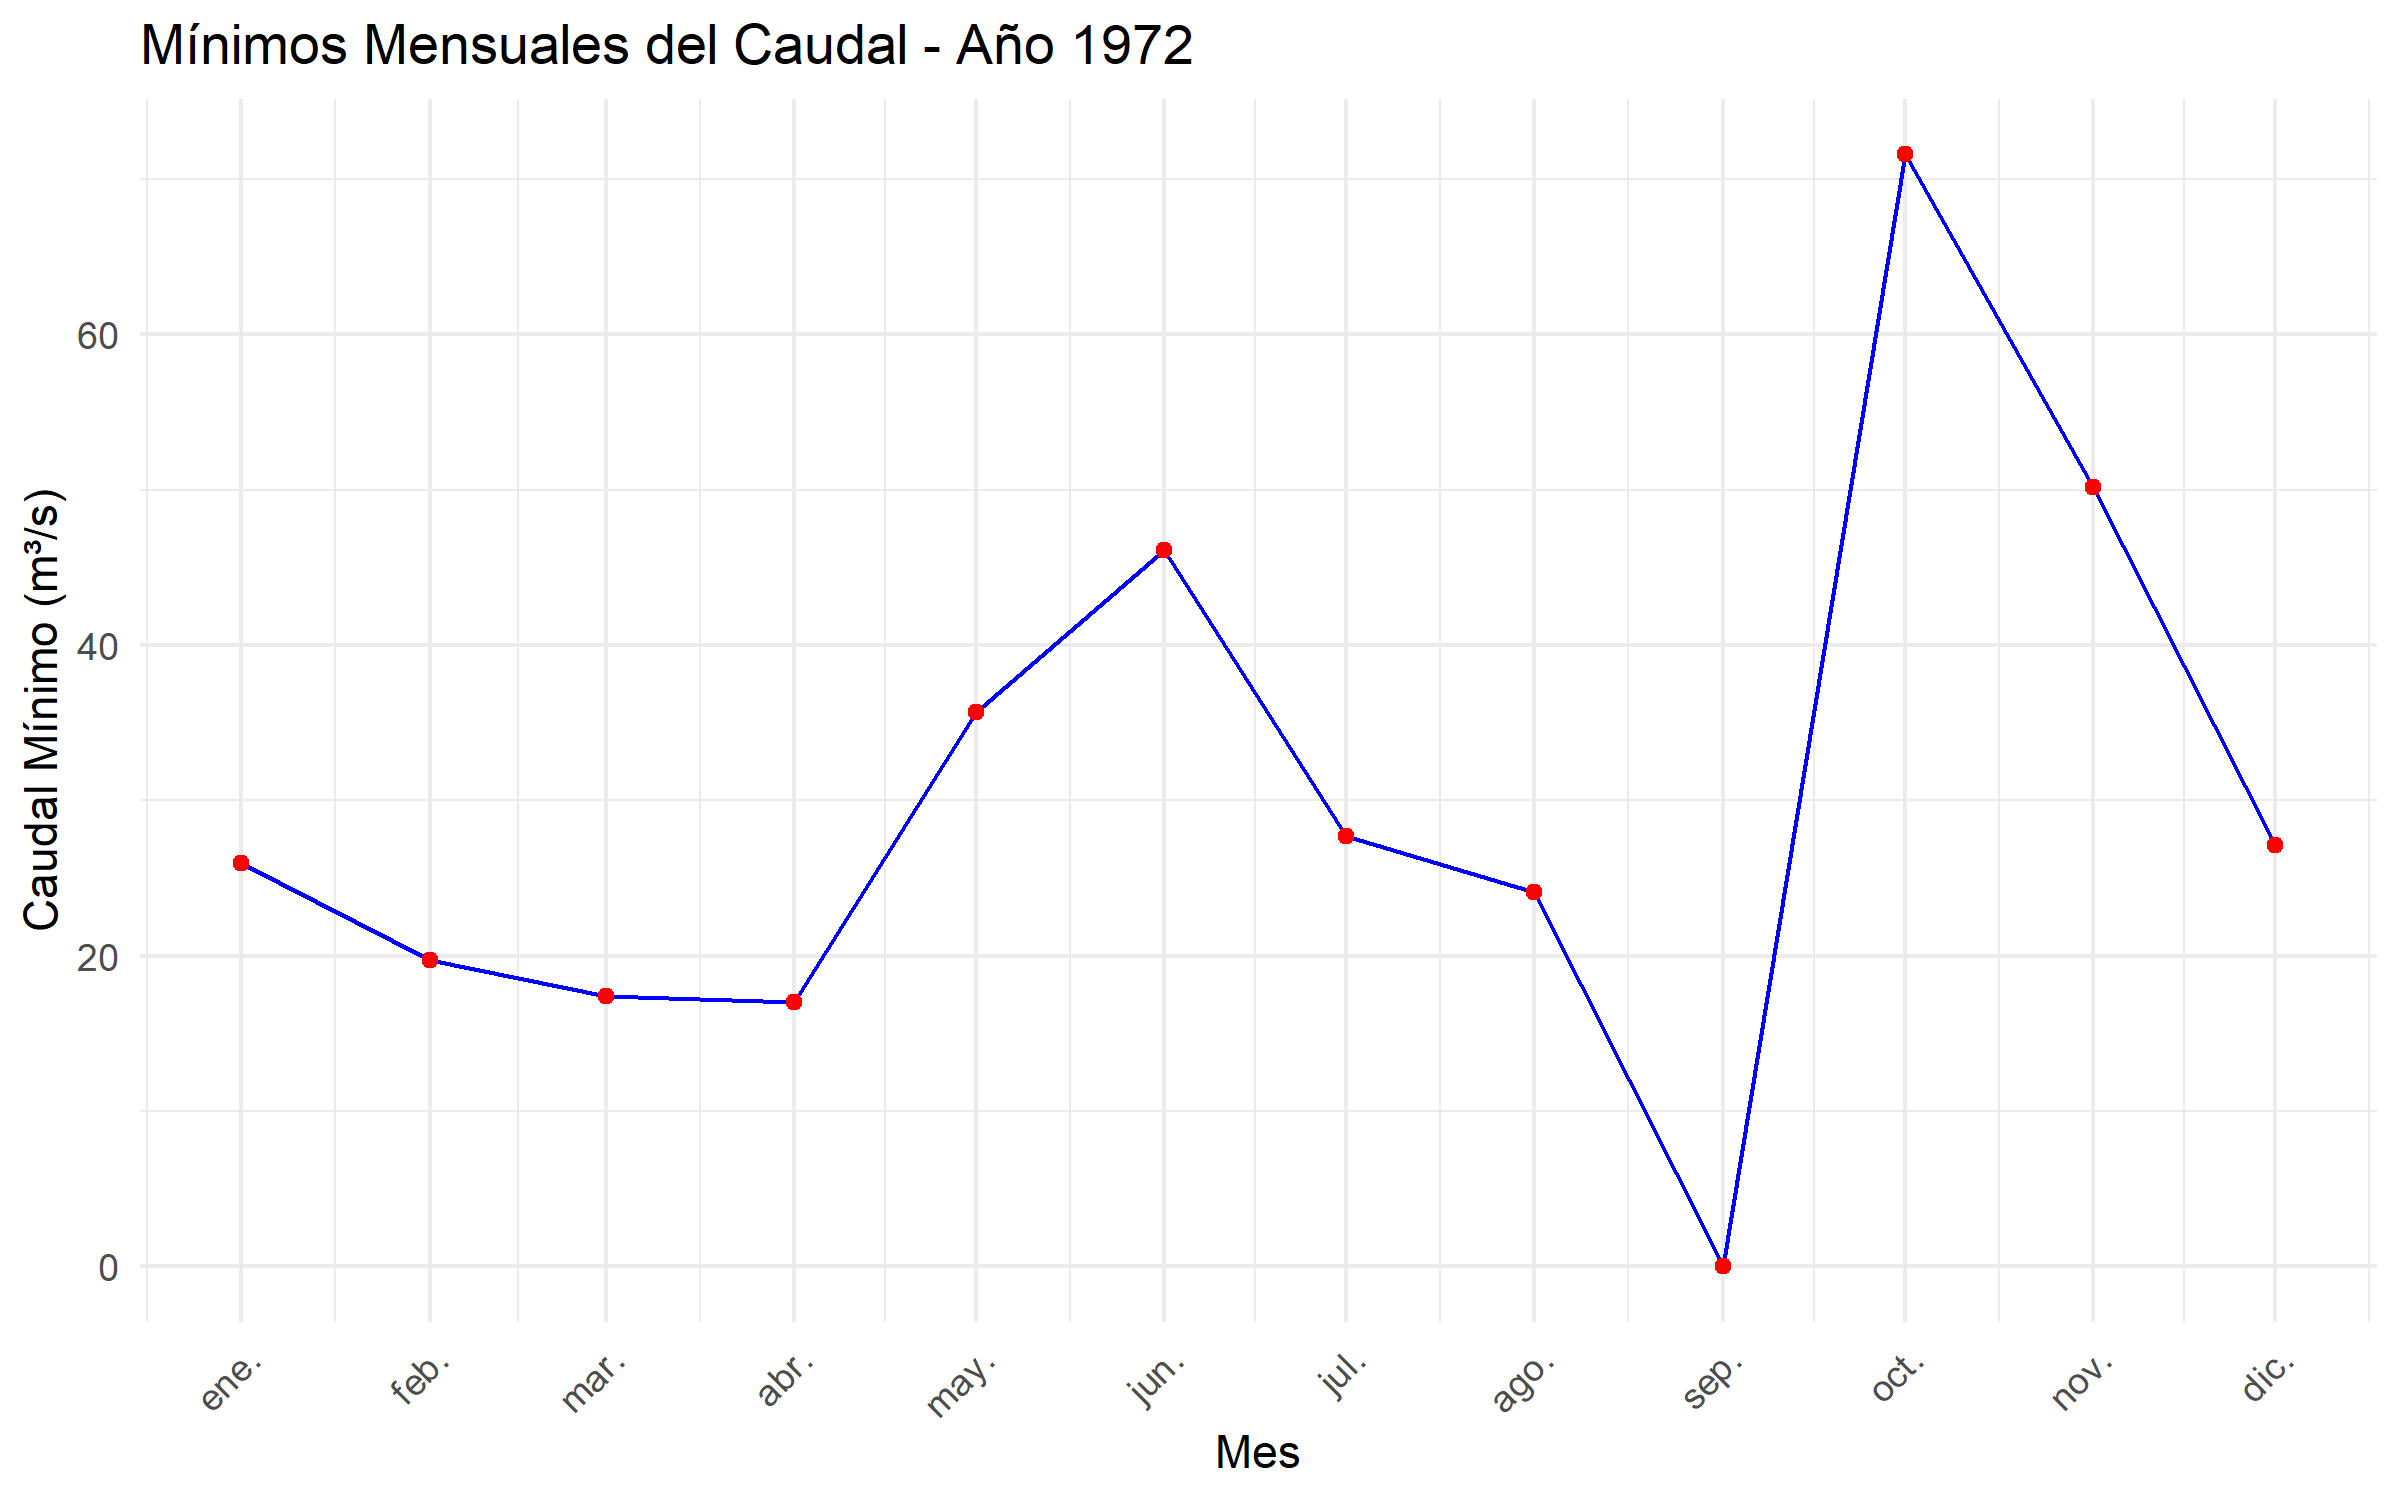 Mínimos Mensuales del Caudal - Año 1972
Caudal Mínimo (m³/s)
60
40
20
0
ene.
feb.
mar.
abr.
may.
jun.
jul.
ago.
sep.
oct.
nov.
dic.
Mes